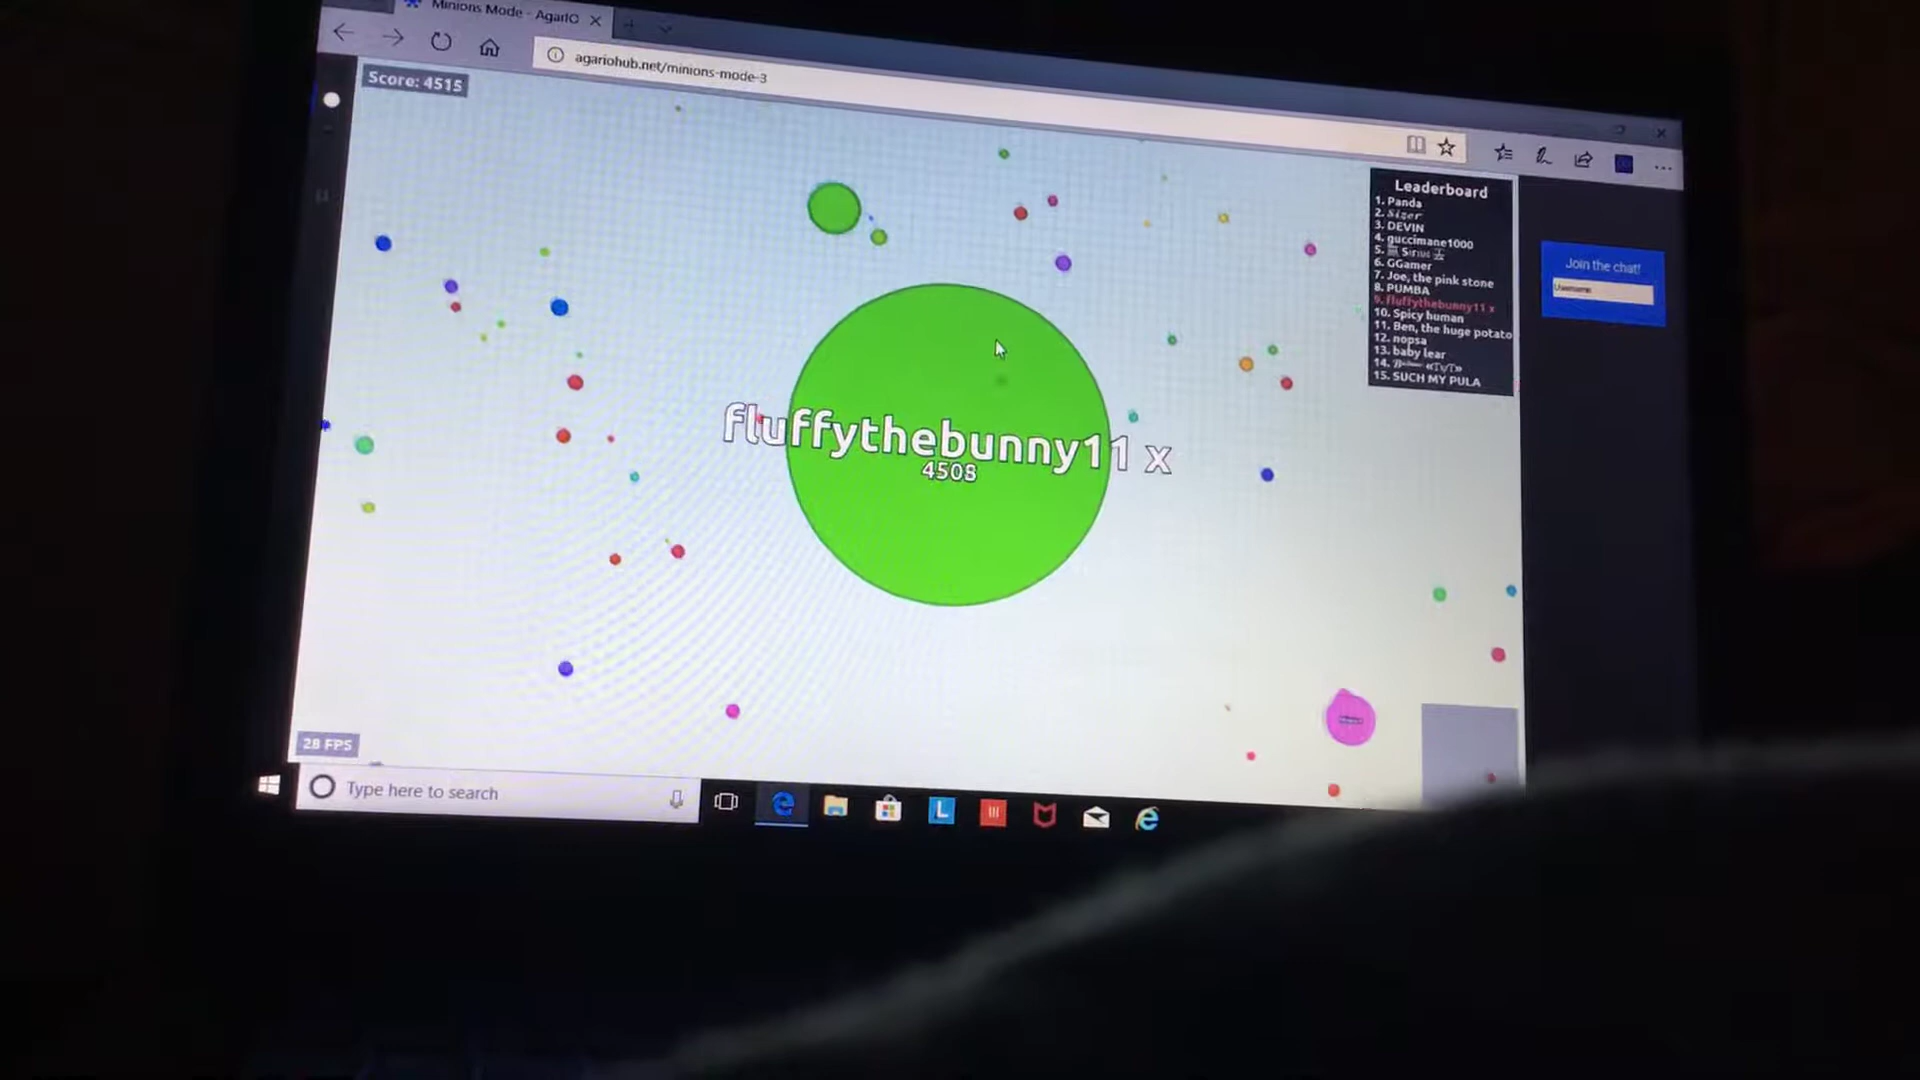 Minions Mode - AgarIO
agariohub.net/minions-mode-3
Score: 4515
Leaderboard
1. Panda
2. Sizer
3. DEVIN
4. guccimane1000
5. Sirius
6. GGamer
7. Joe, the pink stone
8. PUMBA
9. fluffythebunny11 x
10. Spicy human
11. Ben, the huge potato
12. nopsa
13. baby lear
14.
15. SUCH MY PULA
Join the chat!
Username
fluffythebunny11 x
4508
28 FPS
Type here to search
L